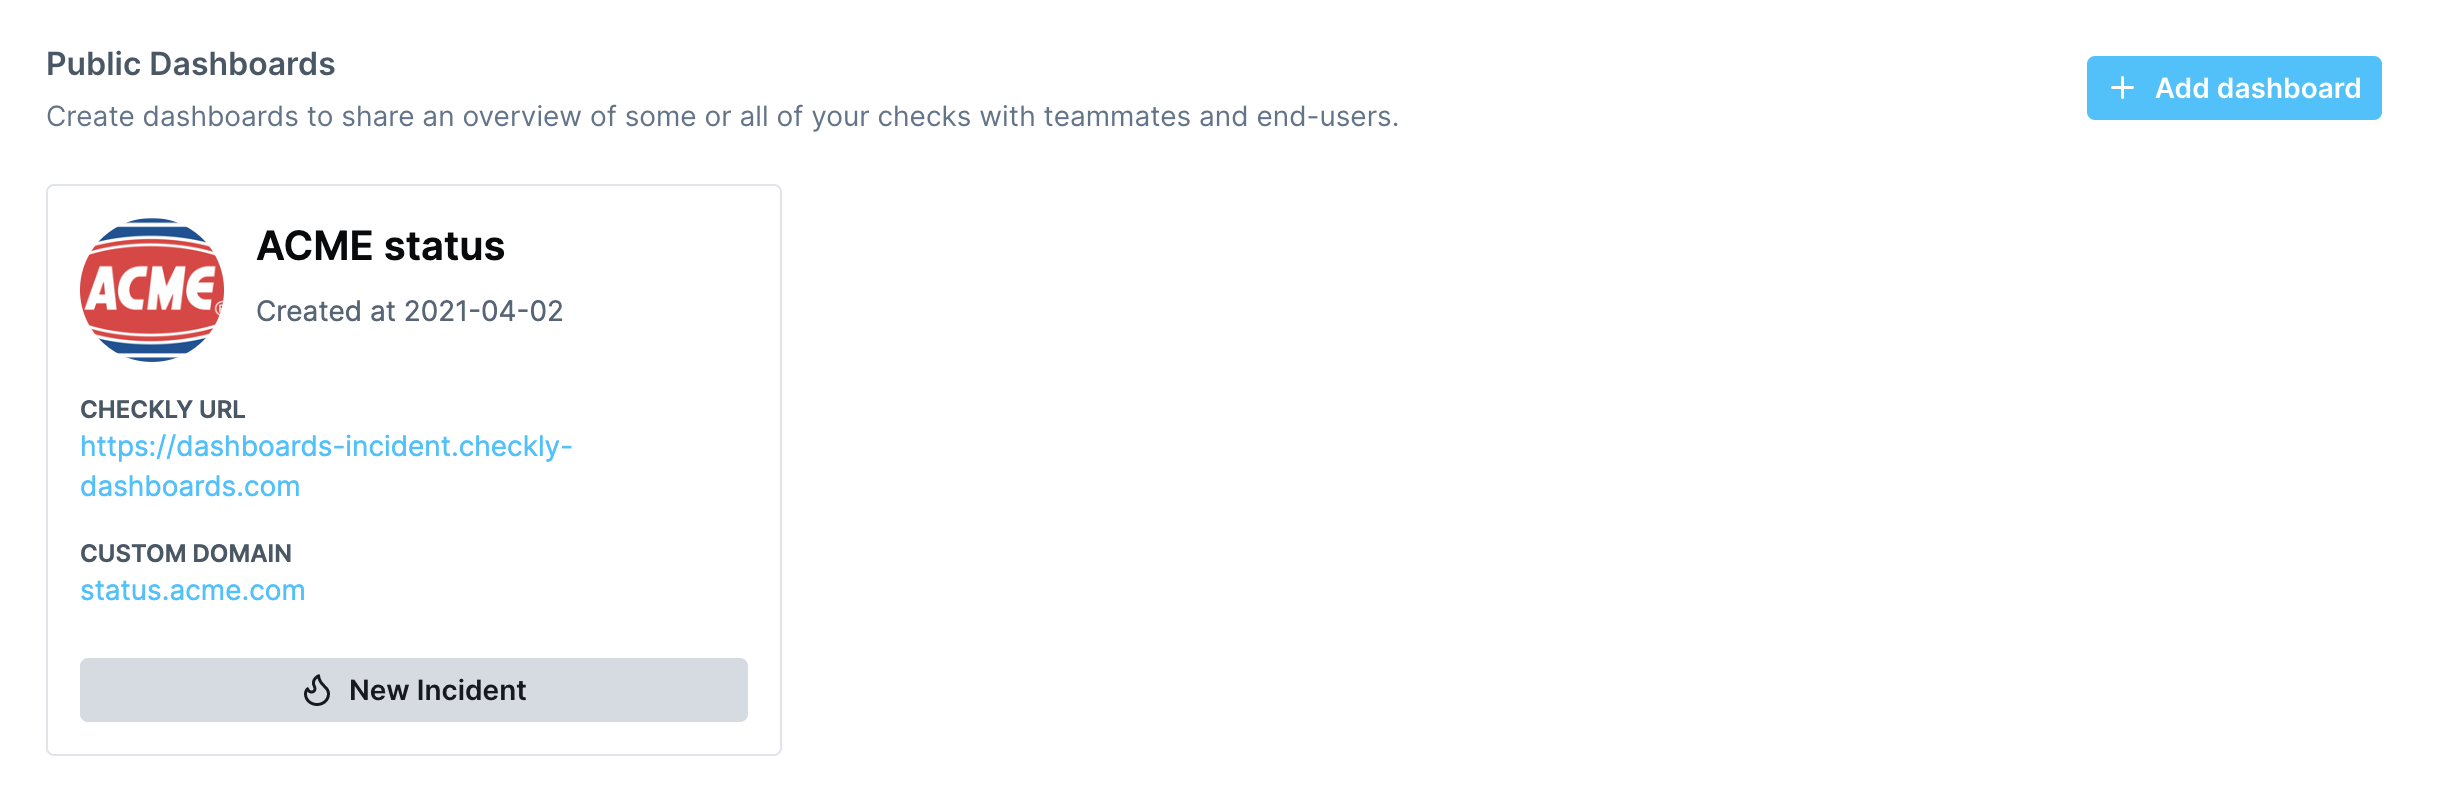 Public Dashboards
Create dashboards to share an overview of some or all of your checks with teammates and end-users.
+ Add dashboard
ACME®
ACME status
Created at 2021-04-02
CHECKLY URL
https://dashboards-incident.checkly-
dashboards.com
CUSTOM DOMAIN
status.acme.com
New Incident